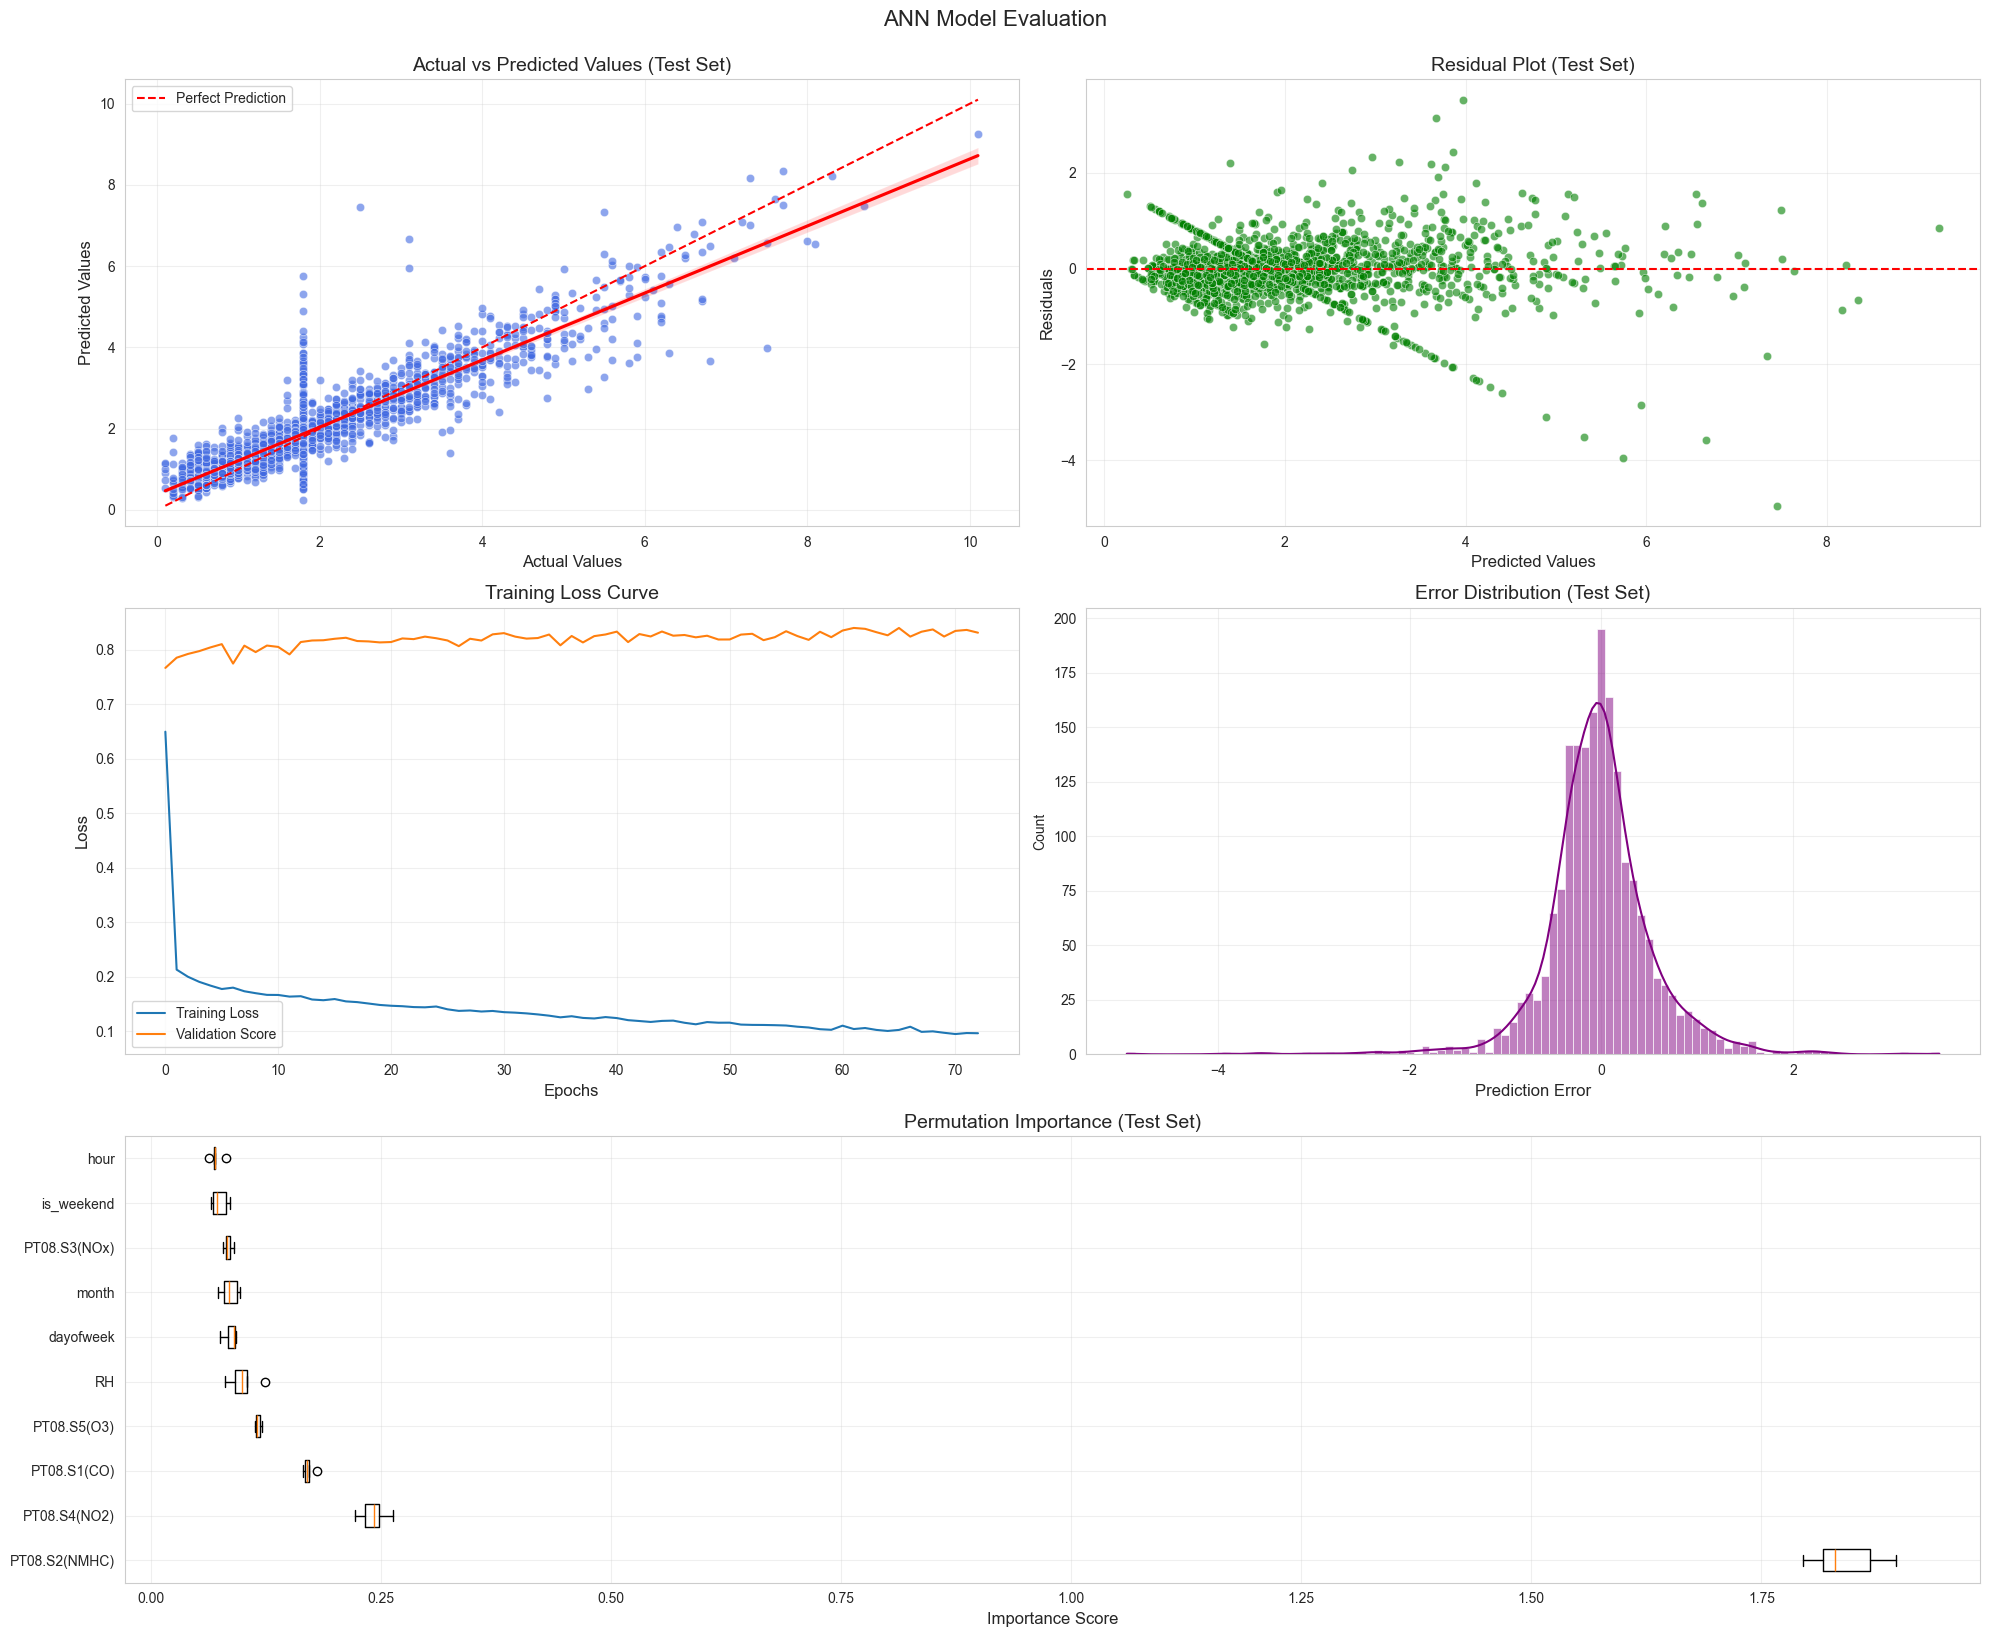 ANN Model Evaluation
Actual vs Predicted Values (Test Set)
Perfect Prediction
Predicted Values
10
8
6
4
2
0
0 2 4 6 8 10
Actual Values
Residual Plot (Test Set)
Residuals
2
0
−2
−4
0 2 4 6 8
Predicted Values
Training Loss Curve
Loss
0.8
0.7
0.6
0.5
0.4
0.3
0.2
0.1
Training Loss
Validation Score
0 10 20 30 40 50 60 70
Epochs
Error Distribution (Test Set)
Count
200
175
150
125
100
75
50
25
0
−4 −2 0 2
Prediction Error
Permutation Importance (Test Set)
hour
is_weekend
PT08.S3(NOx)
month
dayofweek
RH
PT08.S5(O3)
PT08.S1(CO)
PT08.S4(NO2)
PT08.S2(NMHC)
0.00 0.25 0.50 0.75 1.00 1.25 1.50 1.75
Importance Score